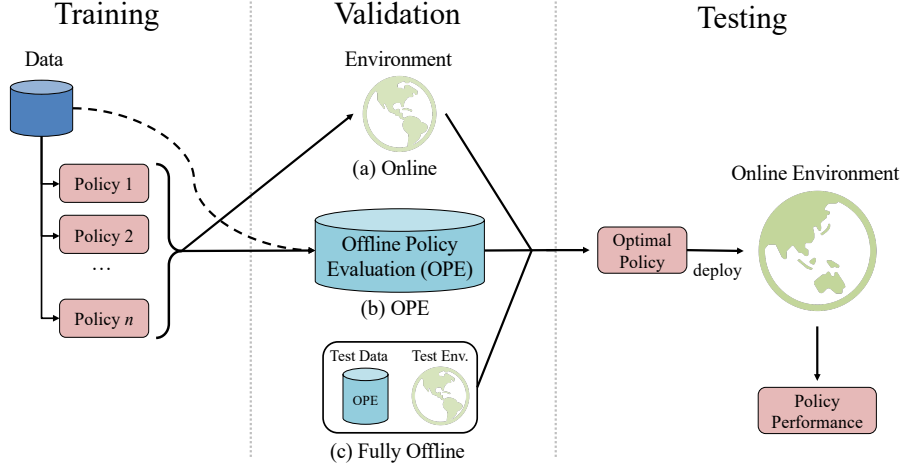 Training
Validation
Testing
Data
Policy 1
Policy 2
...
Policy n
Environment
(a) Online
Offline Policy
Evaluation (OPE)
(b) OPE
Test Data
Test Env.
OPE
(c) Fully Offline
Optimal
Policy
deploy
Online Environment
Policy
Performance